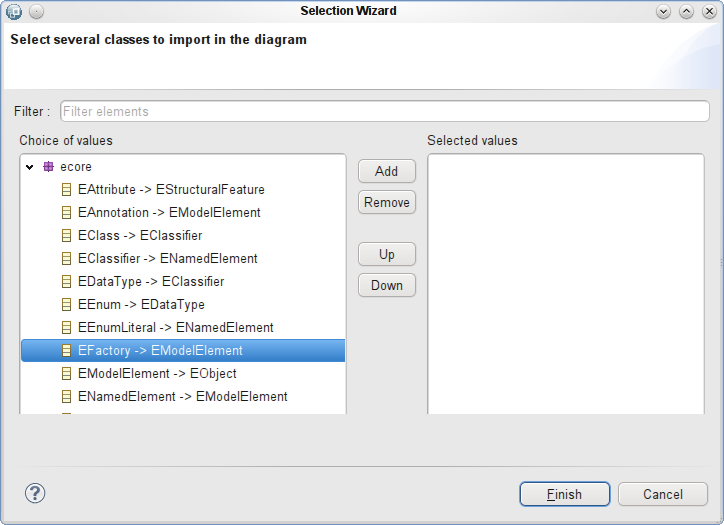 Selection Wizard
Select several classes to import in the diagram
Filter : Filter elements
Choice of values
Selected values
ecore
EAttribute -> EStructuralFeature
EAnnotation -> EModelElement
EClass -> EClassifier
EClassifier -> ENamedElement
EDataType -> EClassifier
EEnum -> EDataType
EEnumLiteral -> ENamedElement
EFactory -> EModelElement
EModelElement -> EObject
ENamedElement -> EModelElement
Add
Remove
Up
Down
?
Finish
Cancel